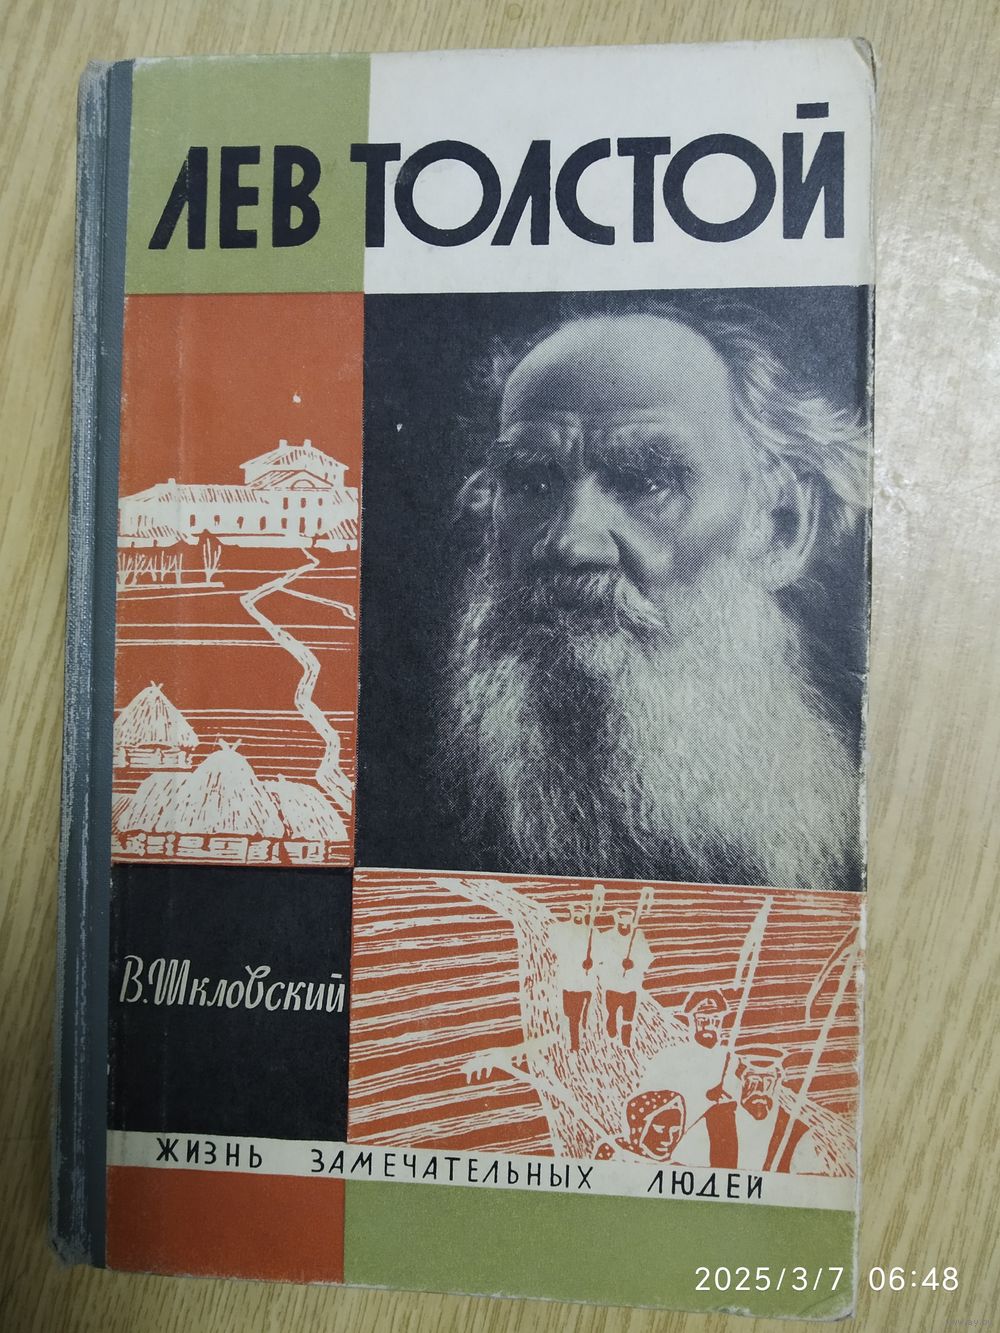 ЛЕВ ТОЛСТОЙ
В. Шкловский
ЖИЗНЬ ЗАМЕЧАТЕЛЬНЫХ ЛЮДЕЙ
2025/3/7 06:48